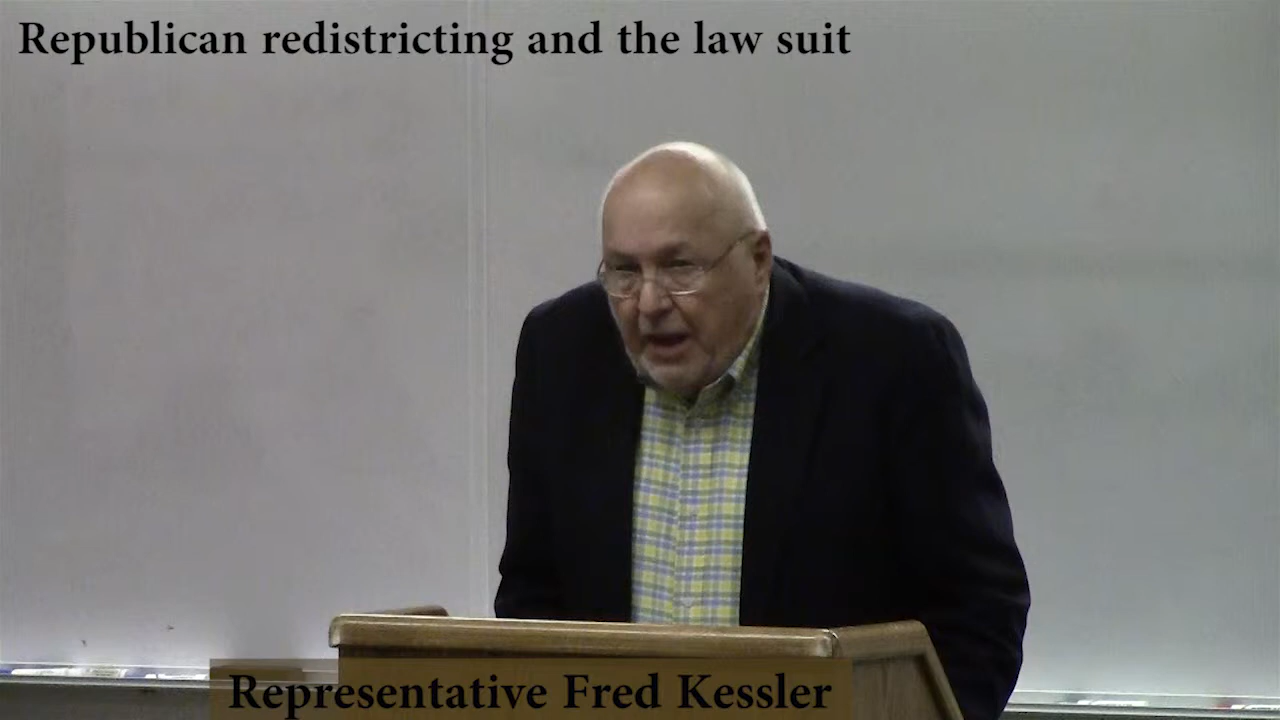 Republican redistricting and the law suit
Representative Fred Kessler